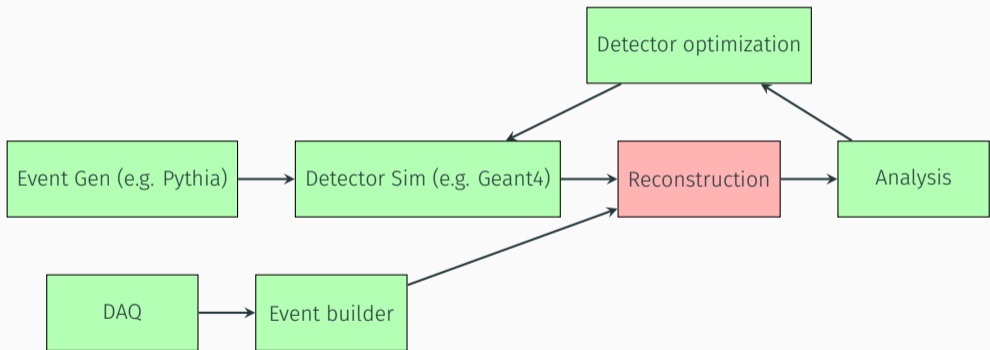 Detector optimization
Event Gen (e.g. Pythia)
Detector Sim (e.g. Geant4)
Reconstruction
Analysis
DAQ
Event builder